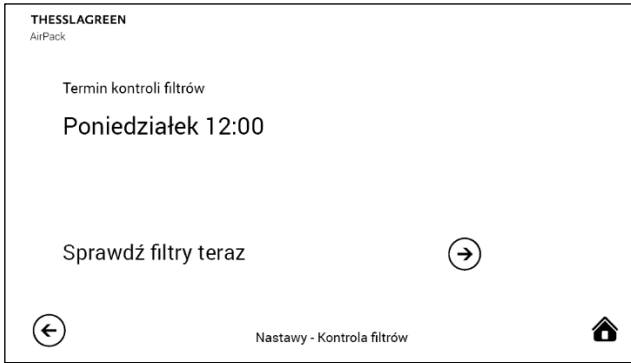 THESSLAGREEN
AirPack
Termin kontroli filtrów
Poniedziałek 12:00
Sprawdź filtry teraz
Nastawy - Kontrola filtrów